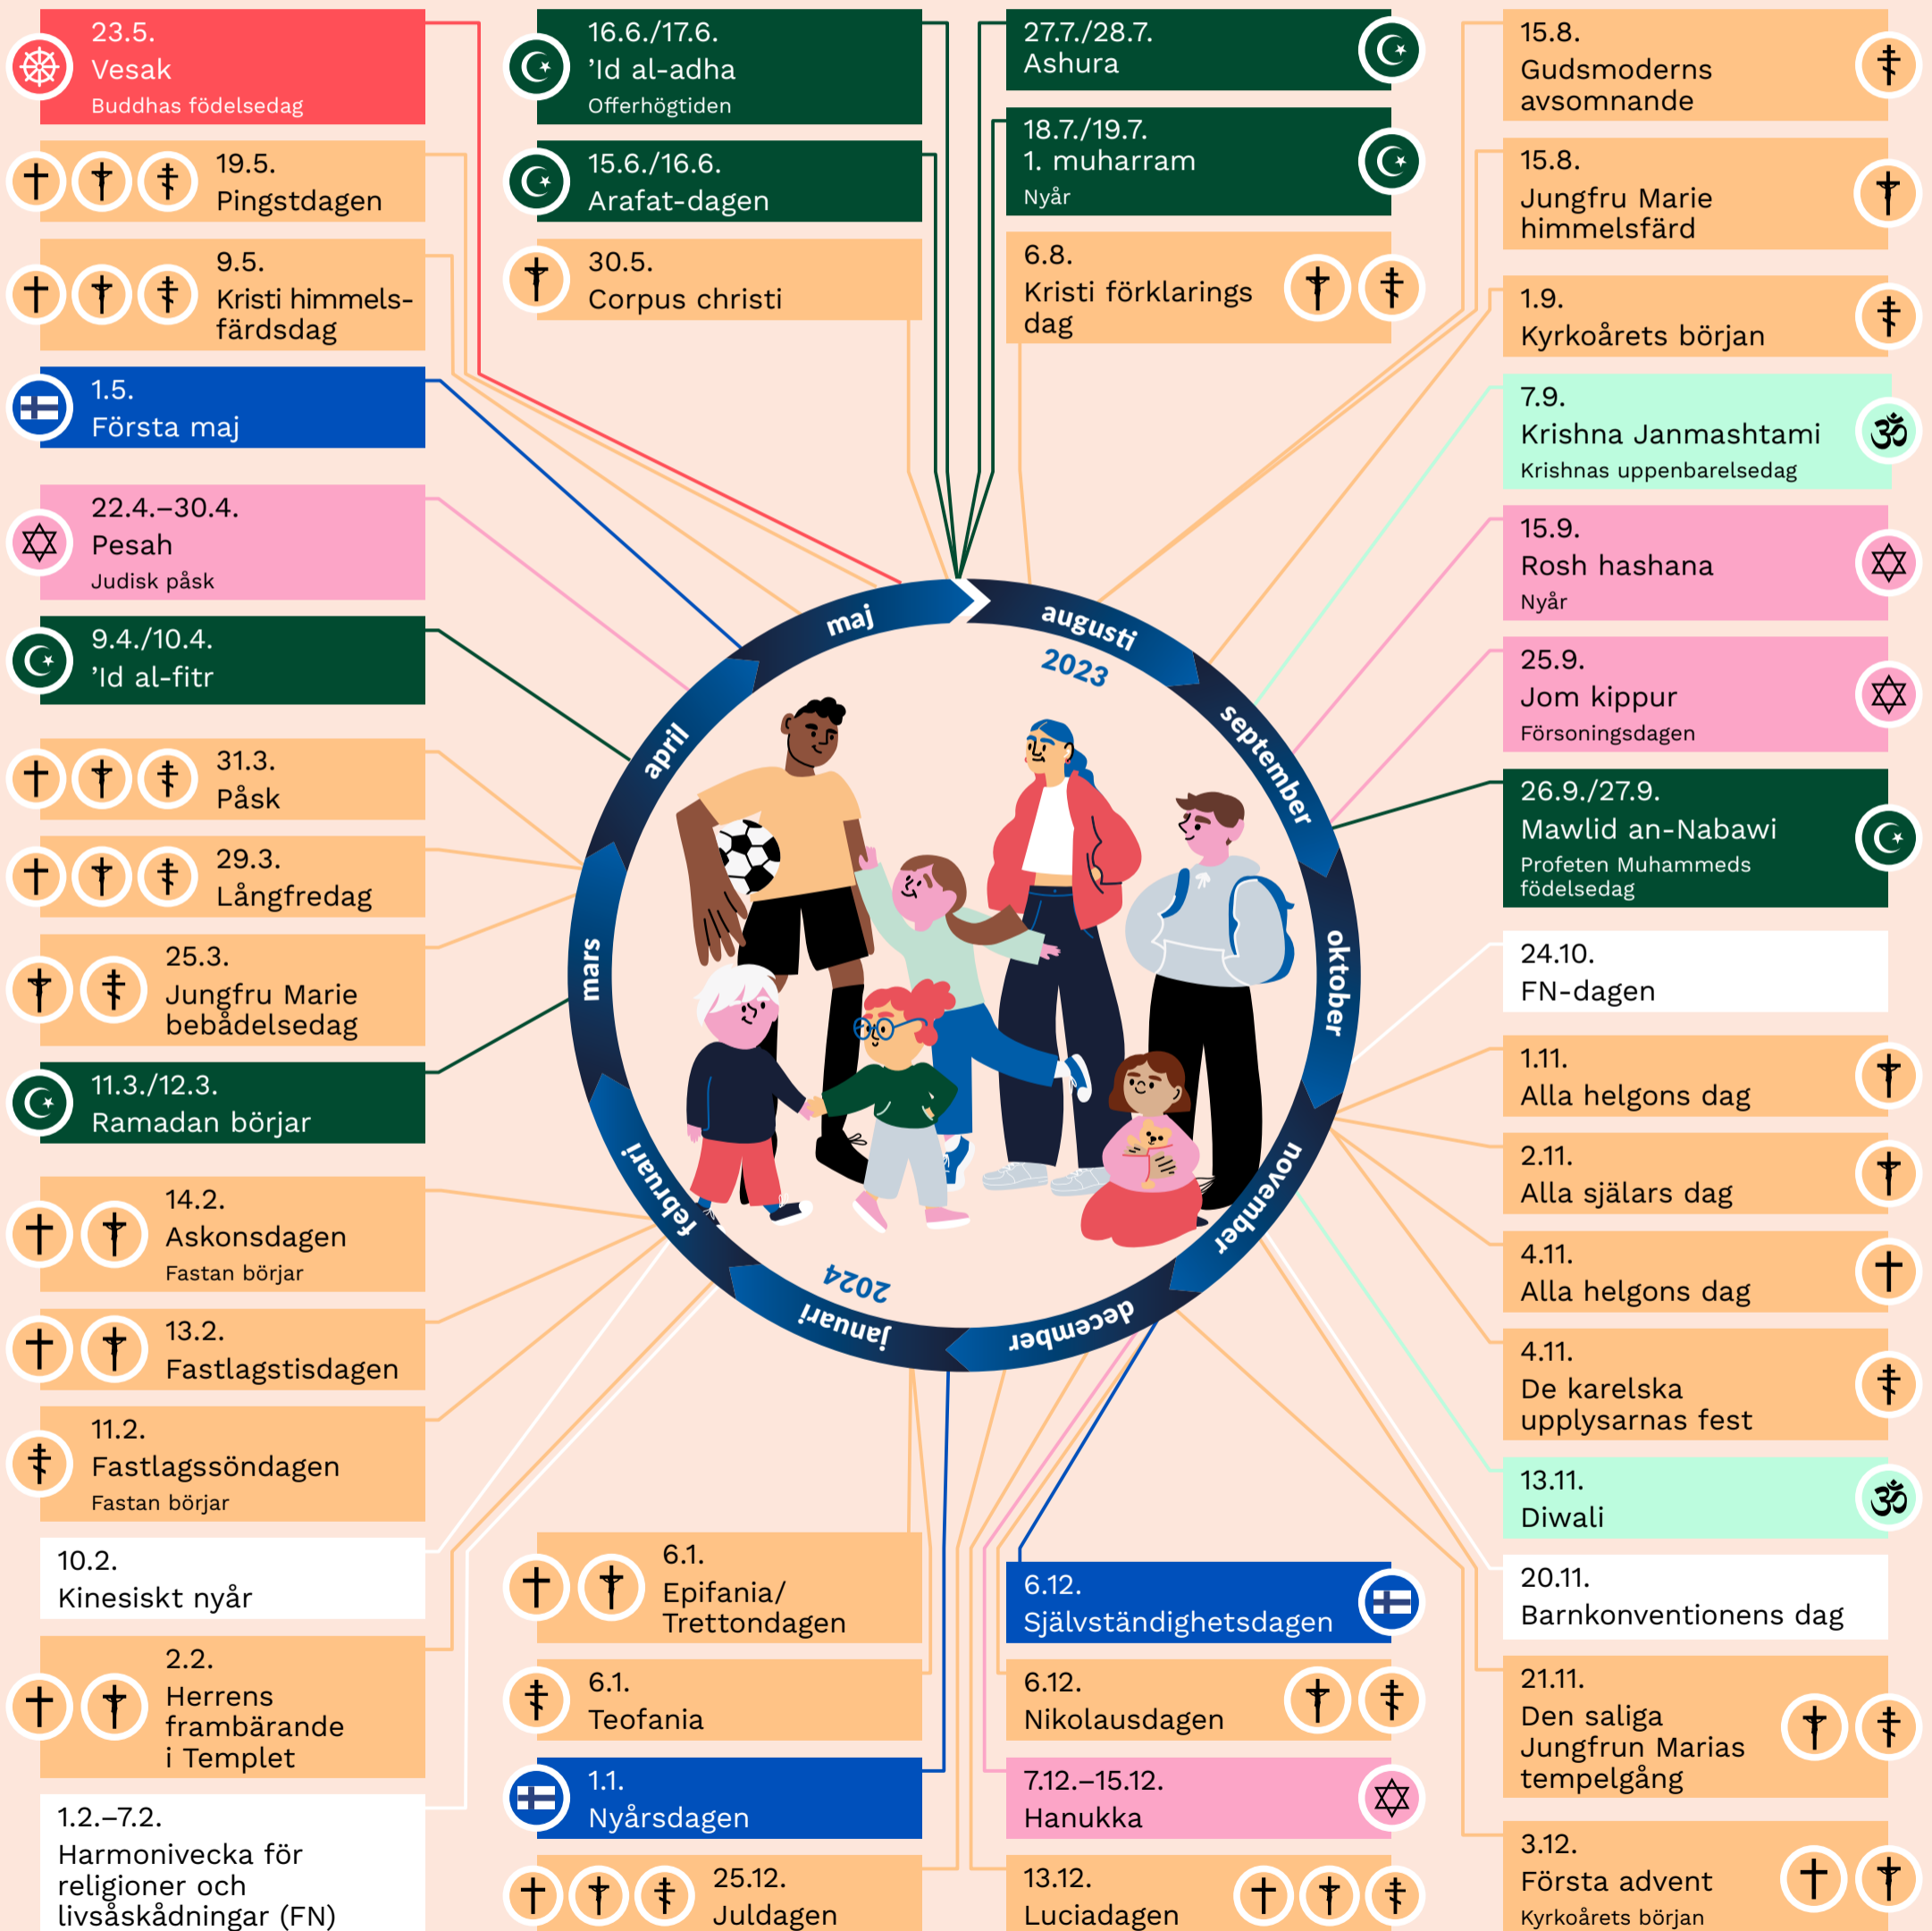 23.5.
Vesak
Buddhas födelsedag
19.5.
Pingstdagen
9.5.
Kristi himmels-
färdsdag
1.5.
Första maj
22.4.–30.4.
Pesah
Judisk påsk
9.4./10.4.
’Id al-fitr
31.3.
Påsk
29.3.
Långfredag
25.3.
Jungfru Marie
bebådelsedag
11.3./12.3.
Ramadan börjar
14.2.
Askonsdagen
Fastan börjar
13.2.
Fastlagstisdagen
11.2.
Fastlagssöndagen
Fastan börjar
10.2.
Kinesiskt nyår
2.2.
Herrens
frambärande
i Templet
1.2.–7.2.
Harmonivecka för
religioner och
livsåskådningar (FN)
16.6./17.6.
’Id al-adha
Offerhögtiden
15.6./16.6.
Arafat-dagen
30.5.
Corpus christi
27.7./28.7.
Ashura
18.7./19.7.
1. muharram
Nyår
6.8.
Kristi förklarings
dag
maj
augusti
2023
april
september
mars
oktober
februari
november
2024
januari
december
6.1.
Epifania/
Trettondagen
6.1.
Teofania
1.1.
Nyårsdagen
25.12.
Juldagen
6.12.
Självständighetsdagen
6.12.
Nikolausdagen
7.12.–15.12.
Hanukka
13.12.
Luciadagen
15.8.
Gudsmoderns
avsomnande
15.8.
Jungfru Marie
himmelsfärd
1.9.
Kyrkoårets början
7.9.
Krishna Janmashtami
Krishnas uppenbarelsedag
15.9.
Rosh hashana
Nyår
25.9.
Jom kippur
Försoningsdagen
26.9./27.9.
Mawlid an-Nabawi
Profeten Muhammeds
födelsedag
24.10.
FN-dagen
1.11.
Alla helgons dag
2.11.
Alla själars dag
4.11.
Alla helgons dag
4.11.
De karelska
upplysarnas fest
13.11.
Diwali
20.11.
Barnkonventionens dag
21.11.
Den saliga
Jungfrun Marias
tempelgång
3.12.
Första advent
Kyrkoårets början